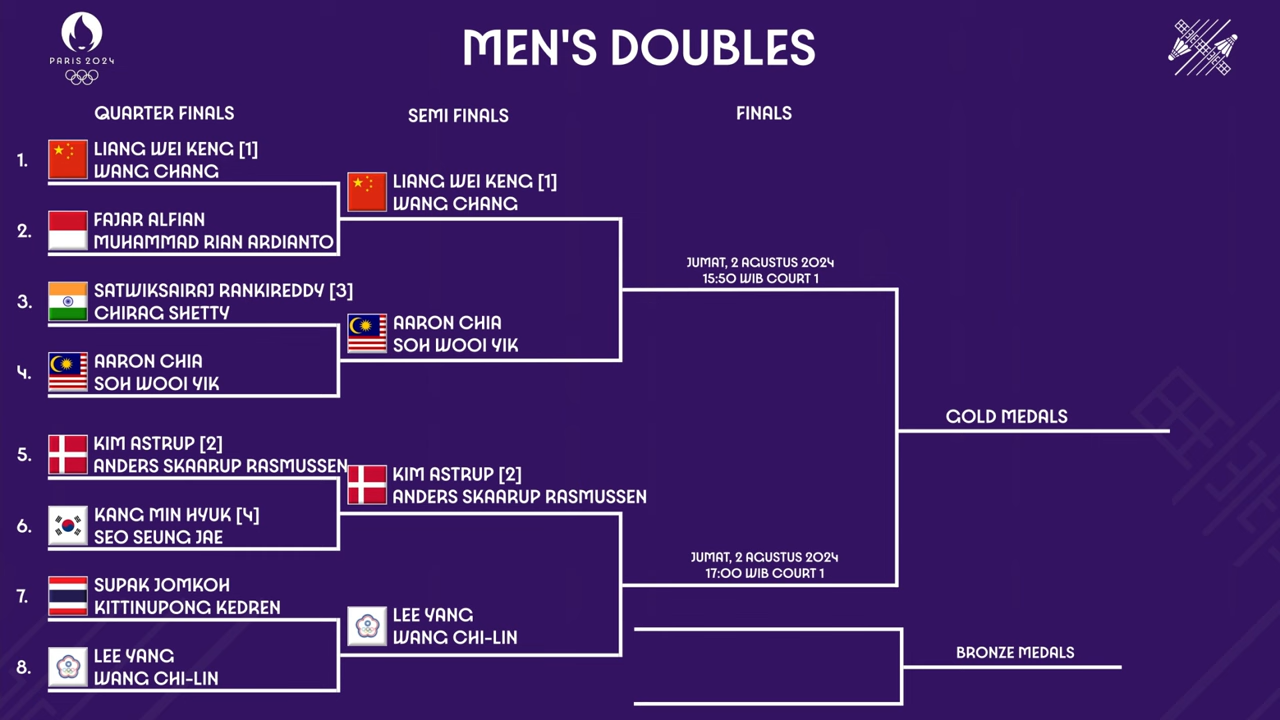 PARIS 2024
MEN'S DOUBLES
QUARTER FINALS
SEMI FINALS
FINALS
1.
LIANG WEI KENG [1]
WANG CHANG
2.
FAJAR ALFIAN
MUHAMMAD RIAN ARDIANTO
3.
SATWIKSAIRAJ RANKIREDDY [3]
CHIRAG SHETTY
4.
AARON CHIA
SOH WOOI YIK
5.
KIM ASTRUP [2]
ANDERS SKAARUP RASMUSSEN
6.
KANG MIN HYUK [4]
SEO SEUNG JAE
7.
SUPAK JOMKOH
KITTINUPONG KEDREN
8.
LEE YANG
WANG CHI-LIN
LIANG WEI KENG [1]
WANG CHANG
AARON CHIA
SOH WOOI YIK
KIM ASTRUP [2]
ANDERS SKAARUP RASMUSSEN
LEE YANG
WANG CHI-LIN
JUMAT, 2 AGUSTUS 2024
15:50 WIB COURT 1
JUMAT, 2 AGUSTUS 2024
17:00 WIB COURT 1
GOLD MEDALS
BRONZE MEDALS